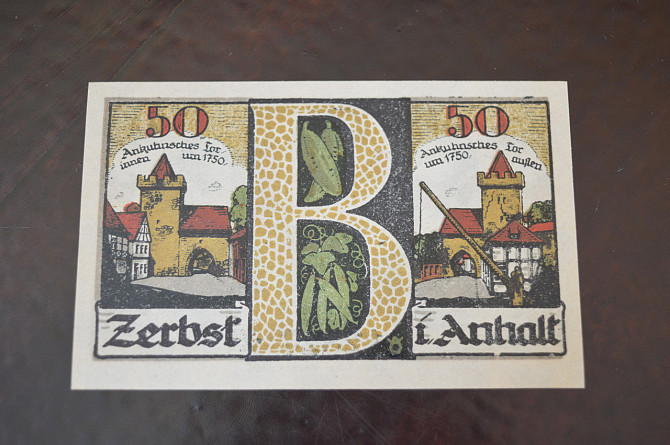 50
Ankuhnsches Tor
innen um 1750.
B
50
Ankuhnsches Tor
um 1750. außen
Zerbst
i. Anhalt